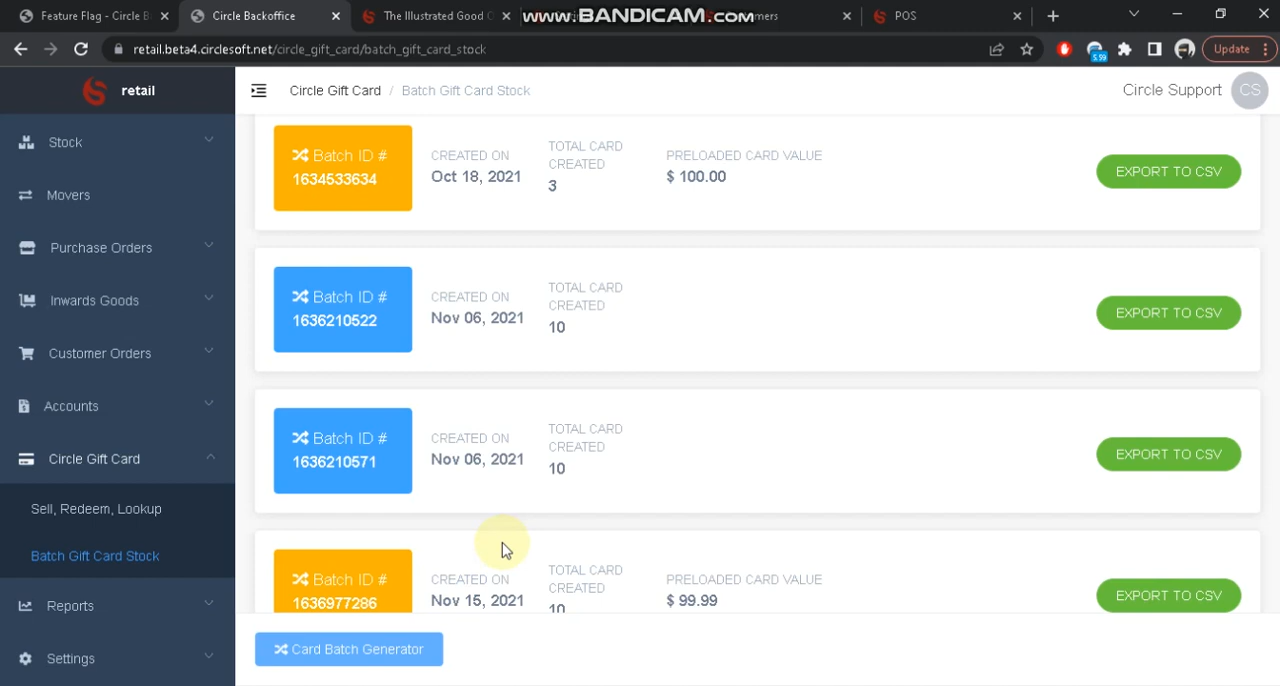 Feature Flag - Circle B
Circle Backoffice
The Illustrated Good
www.BANDICAM.com
mers
POS
retail.beta4.circlesoft.net/circle_gift_card/batch_gift_card_stock
5.59
Update
retail
Circle Gift Card / Batch Gift Card Stock
Circle Support
CS
Stock
Movers
Purchase Orders
Inwards Goods
Customer Orders
Accounts
Circle Gift Card
Sell, Redeem, Lookup
Batch Gift Card Stock
Reports
Settings
Batch ID #
1634533634
CREATED ON
Oct 18, 2021
TOTAL CARD
CREATED
3
PRELOADED CARD VALUE
$ 100.00
EXPORT TO CSV
Batch ID #
1636210522
CREATED ON
Nov 06, 2021
TOTAL CARD
CREATED
10
EXPORT TO CSV
Batch ID #
1636210571
CREATED ON
Nov 06, 2021
TOTAL CARD
CREATED
10
EXPORT TO CSV
Batch ID #
1636977286
CREATED ON
Nov 15, 2021
TOTAL CARD
CREATED
10
PRELOADED CARD VALUE
$ 99.99
EXPORT TO CSV
Card Batch Generator